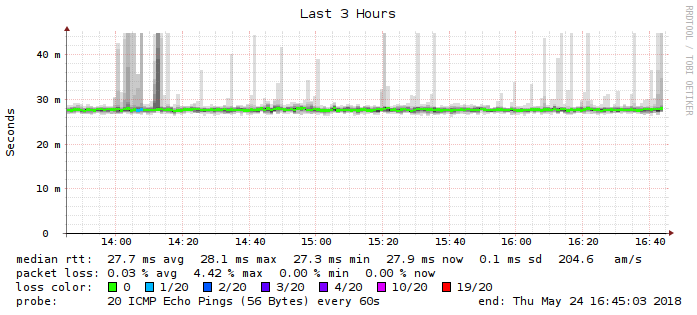 Last 3 Hours
RRDTOOL / TOBI OETIKER
Seconds
40 m
30 m
20 m
10 m
0
14:00 14:20 14:40 15:00 15:20 15:40 16:00 16:20 16:40
median rtt: 27.7 ms avg 28.1 ms max 27.3 ms min 27.9 ms now 0.1 ms sd 204.6 am/s
packet loss: 0.03 % avg 4.42 % max 0.00 % min 0.00 % now
loss color: 0 1/20 2/20 3/20 4/20 10/20 19/20
probe: 20 ICMP Echo Pings (56 Bytes) every 60s end: Thu May 24 16:45:03 2018